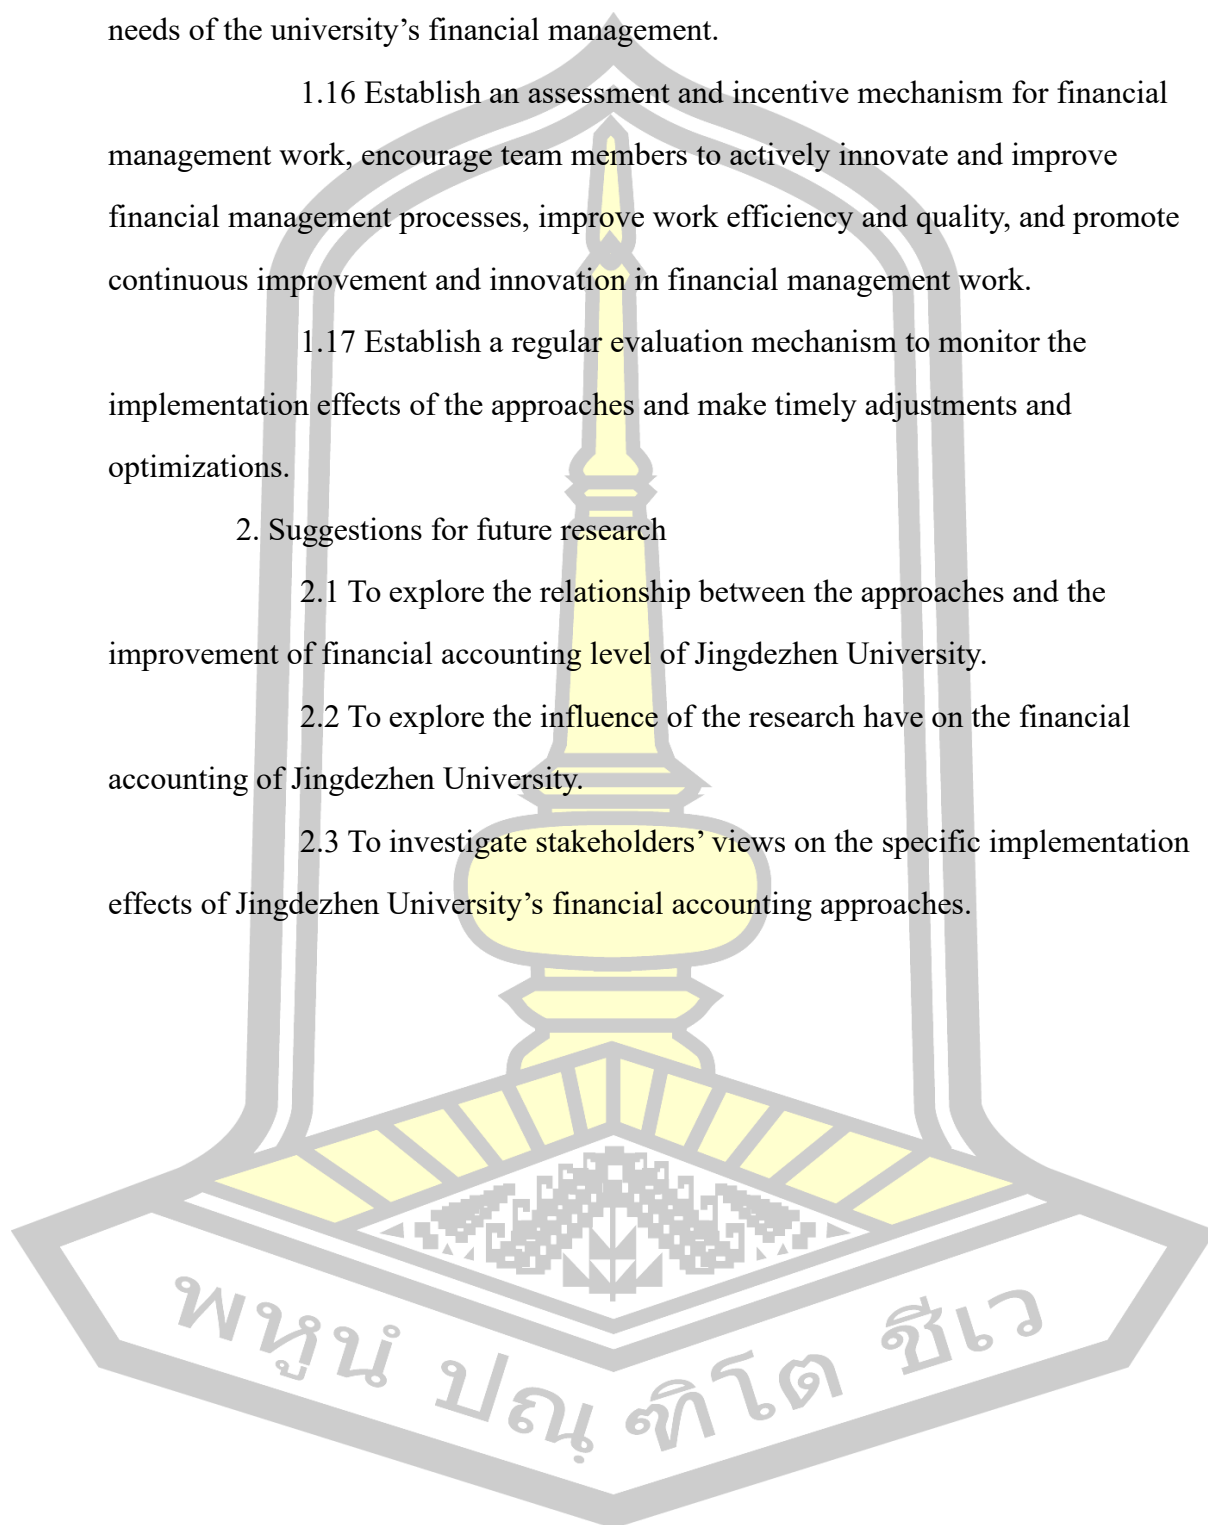 needs of the university’s financial management.
1.16 Establish an assessment and incentive mechanism for financial
management work, encourage team members to actively innovate and improve
financial management processes, improve work efficiency and quality, and promote
continuous improvement and innovation in financial management work.
1.17 Establish a regular evaluation mechanism to monitor the
implementation effects of the approaches and make timely adjustments and
optimizations.
2. Suggestions for future research
2.1 To explore the relationship between the approaches and the
improvement of financial accounting level of Jingdezhen University.
2.2 To explore the influence of the research have on the financial
accounting of Jingdezhen University.
2.3 To investigate stakeholders’ views on the specific implementation
effects of Jingdezhen University’s financial accounting approaches.
พหูนํ ปณฺ ฑิโต ชีเว